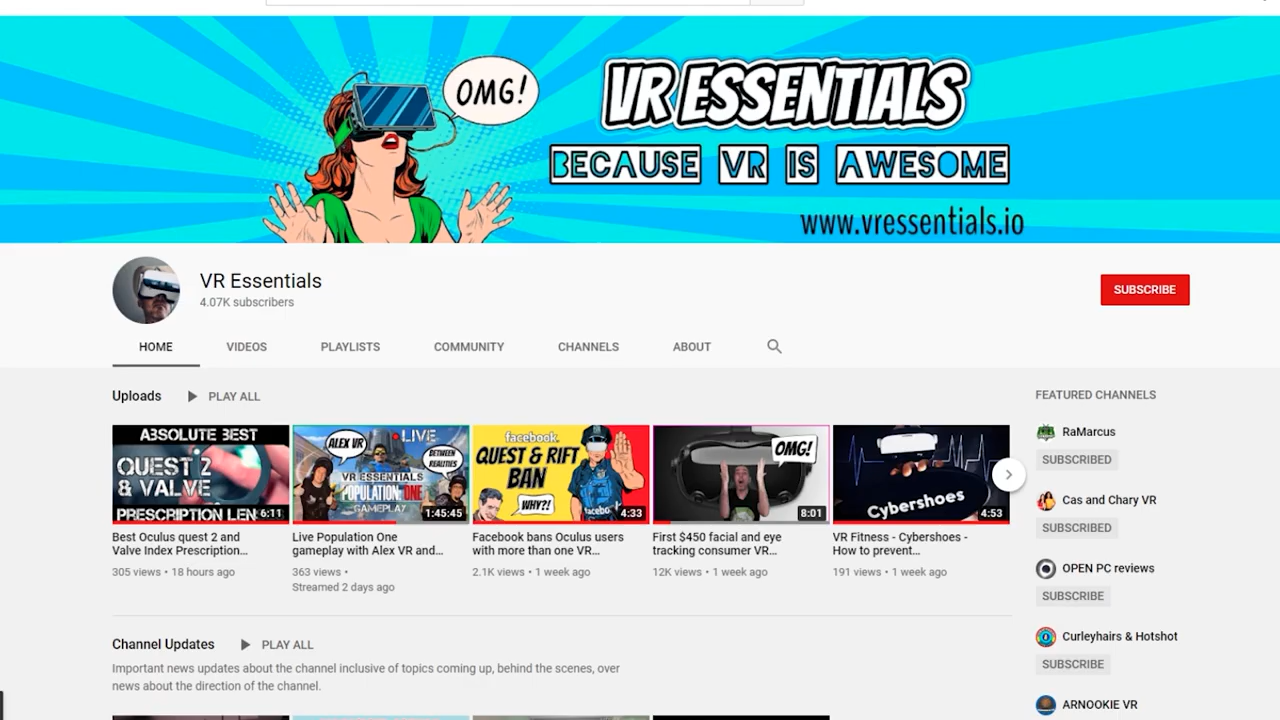 OMG!
VR ESSENTIALS
BECAUSE VR IS AWESOME
www.vressentials.io
VR Essentials
4.07K subscribers
SUBSCRIBE
HOME
VIDEOS
PLAYLISTS
COMMUNITY
CHANNELS
ABOUT
Uploads
PLAY ALL
FEATURED CHANNELS
ABSOLUTE BEST
QUEST 2
& VALVE
PRESCRIPTION LEN
6:11
ALEX VR
LIVE
BETWEEN
REALITIES
VR ESSENTIALS
POPULATION: ONE
GAMEPLAY
1:45:45
facebook
QUEST & RIFT
BAN
WHY?!
facebo
4:33
OMG!
8:01
Cybershoes
4:53
Best Oculus quest 2 and
Valve Index Prescription...
305 views • 18 hours ago
Live Population One
gameplay with Alex VR and...
363 views •
Streamed 2 days ago
Facebook bans Oculus users
with more than one VR...
2.1K views • 1 week ago
First $450 facial and eye
tracking consumer VR...
12K views • 1 week ago
VR Fitness - Cybershoes -
How to prevent...
191 views • 1 week ago
RaMarcus
SUBSCRIBED
Cas and Chary VR
SUBSCRIBED
OPEN PC reviews
SUBSCRIBE
Curleyhairs & Hotshot
SUBSCRIBE
ARNOOKIE VR
Channel Updates
PLAY ALL
Important news updates about the channel inclusive of topics coming up, behind the scenes, over
news about the direction of the channel.